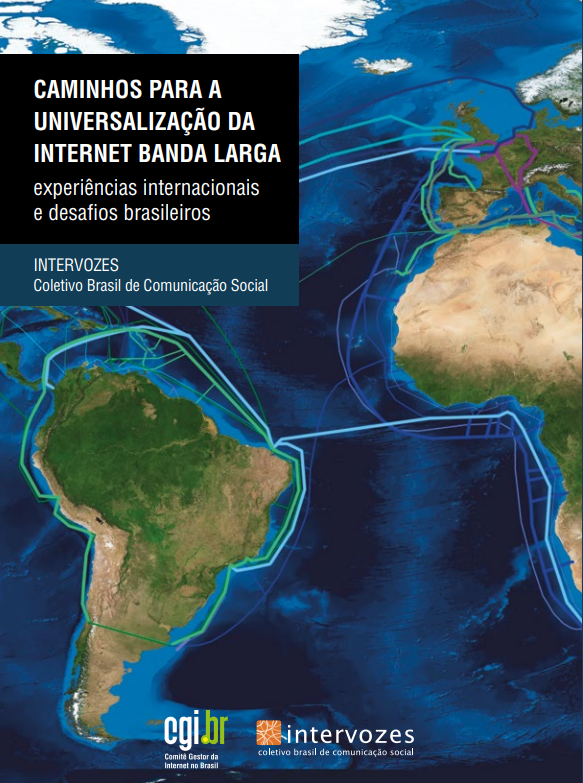 CAMINHOS PARA A
UNIVERSALIZAÇÃO DA
INTERNET BANDA LARGA
experiências internacionais
e desafios brasileiros
INTERVOZES
Coletivo Brasil de Comunicação Social
cgi.br
Comitê Gestor da
Internet no Brasil
intervozes
coletivo brasil de comunicação social